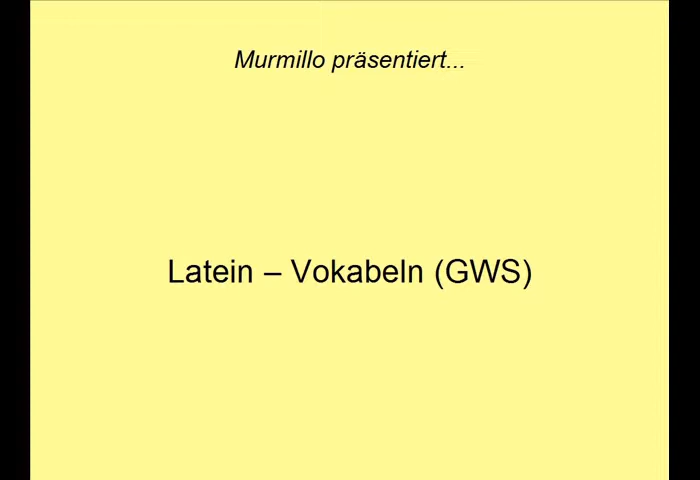 Murmillo präsentiert...
Latein – Vokabeln (GWS)